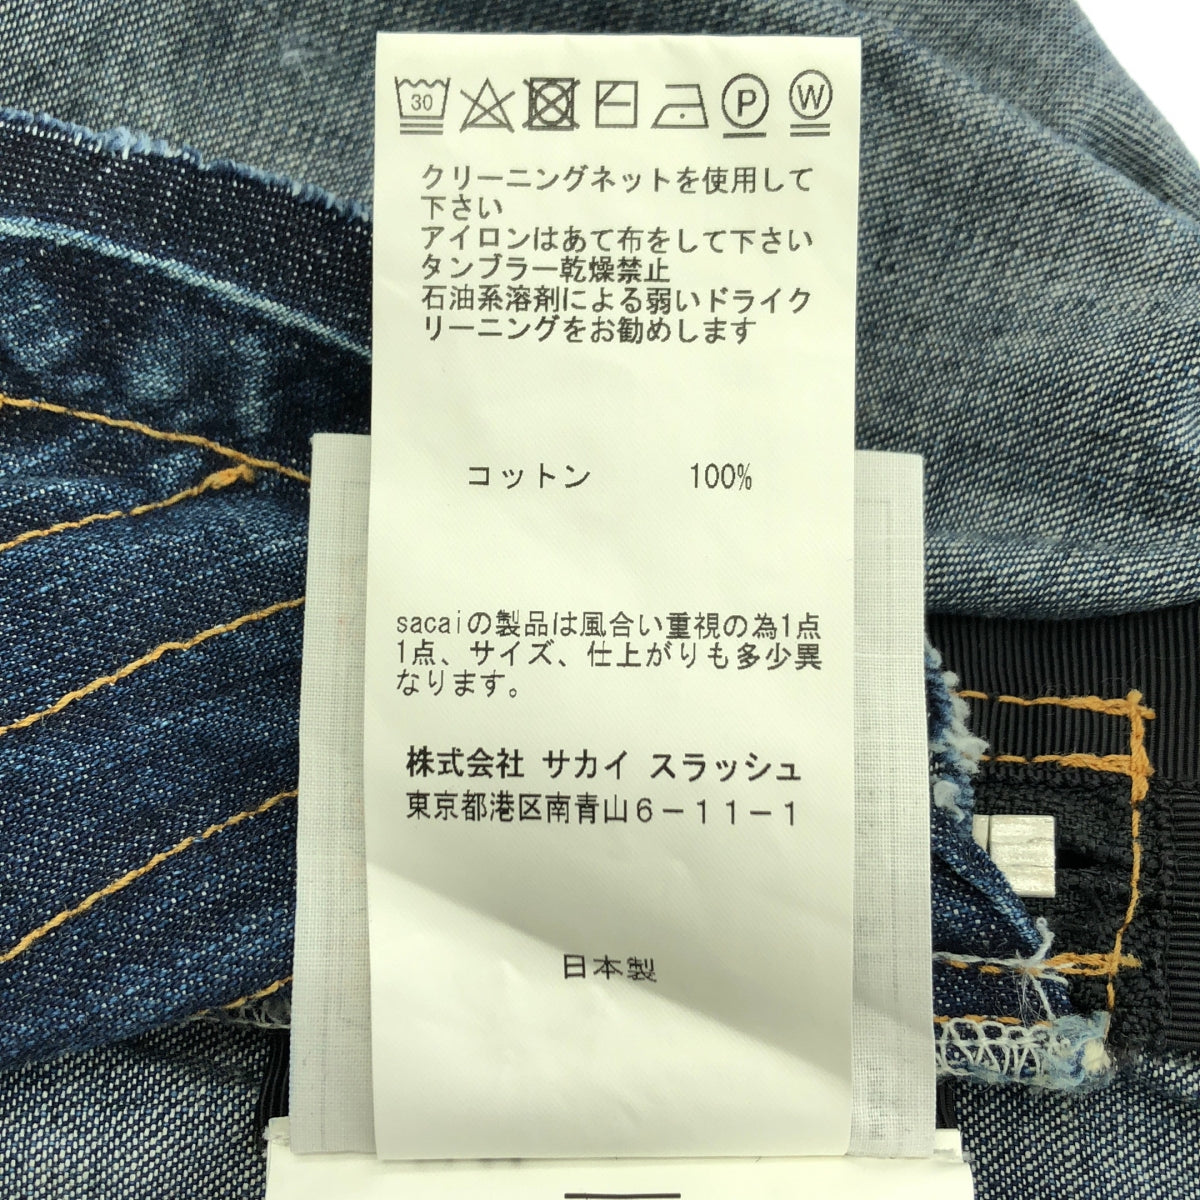 30 P W
クリーニングネットを使用して
下さい
アイロンはあて布をして下さい
タンブラー乾燥禁止
石油系溶剤による弱いドライク
リーニングをお勧めします
コットン 100%
sacaiの製品は風合い重視の為1点
1点、サイズ、仕上がりも多少異
なります。
株式会社 サカイ スラッシュ
東京都港区南青山6-11-1
日本製